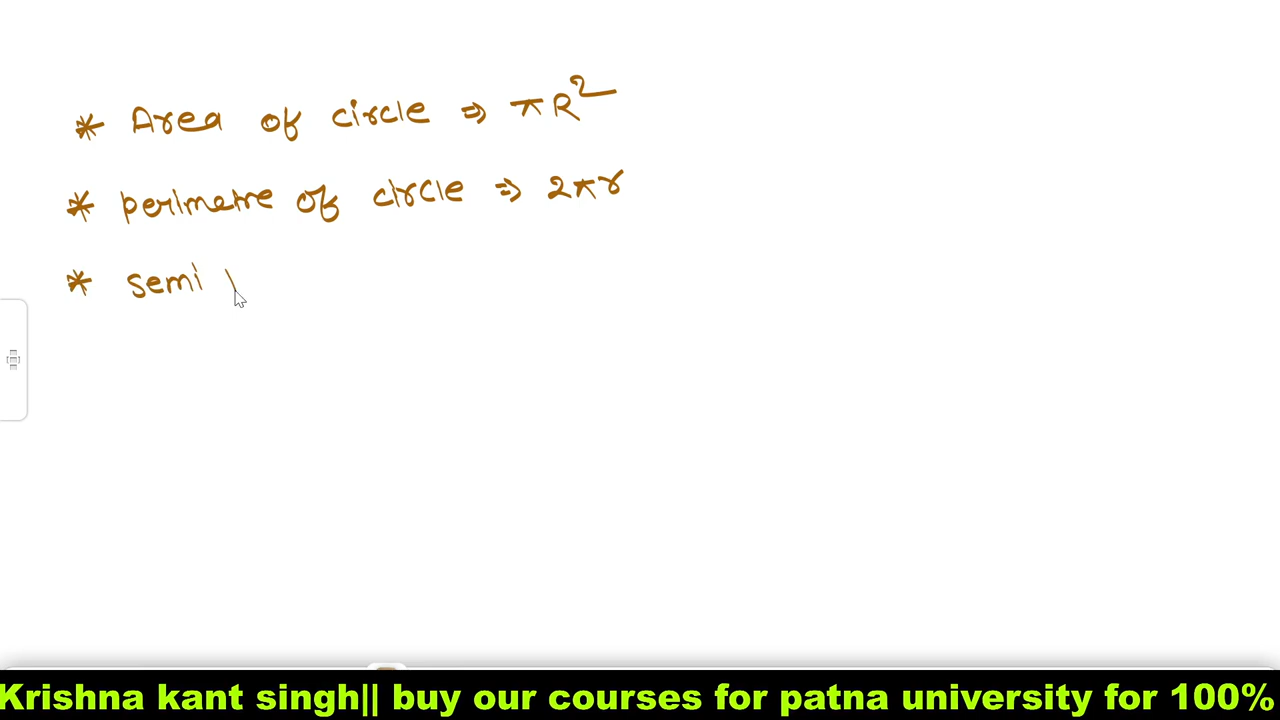 * Area of circle ⇒ πR²
* perimetre of circle ⇒ 2πr
* semi
Krishna kant singh|| buy our courses for patna university for 100%